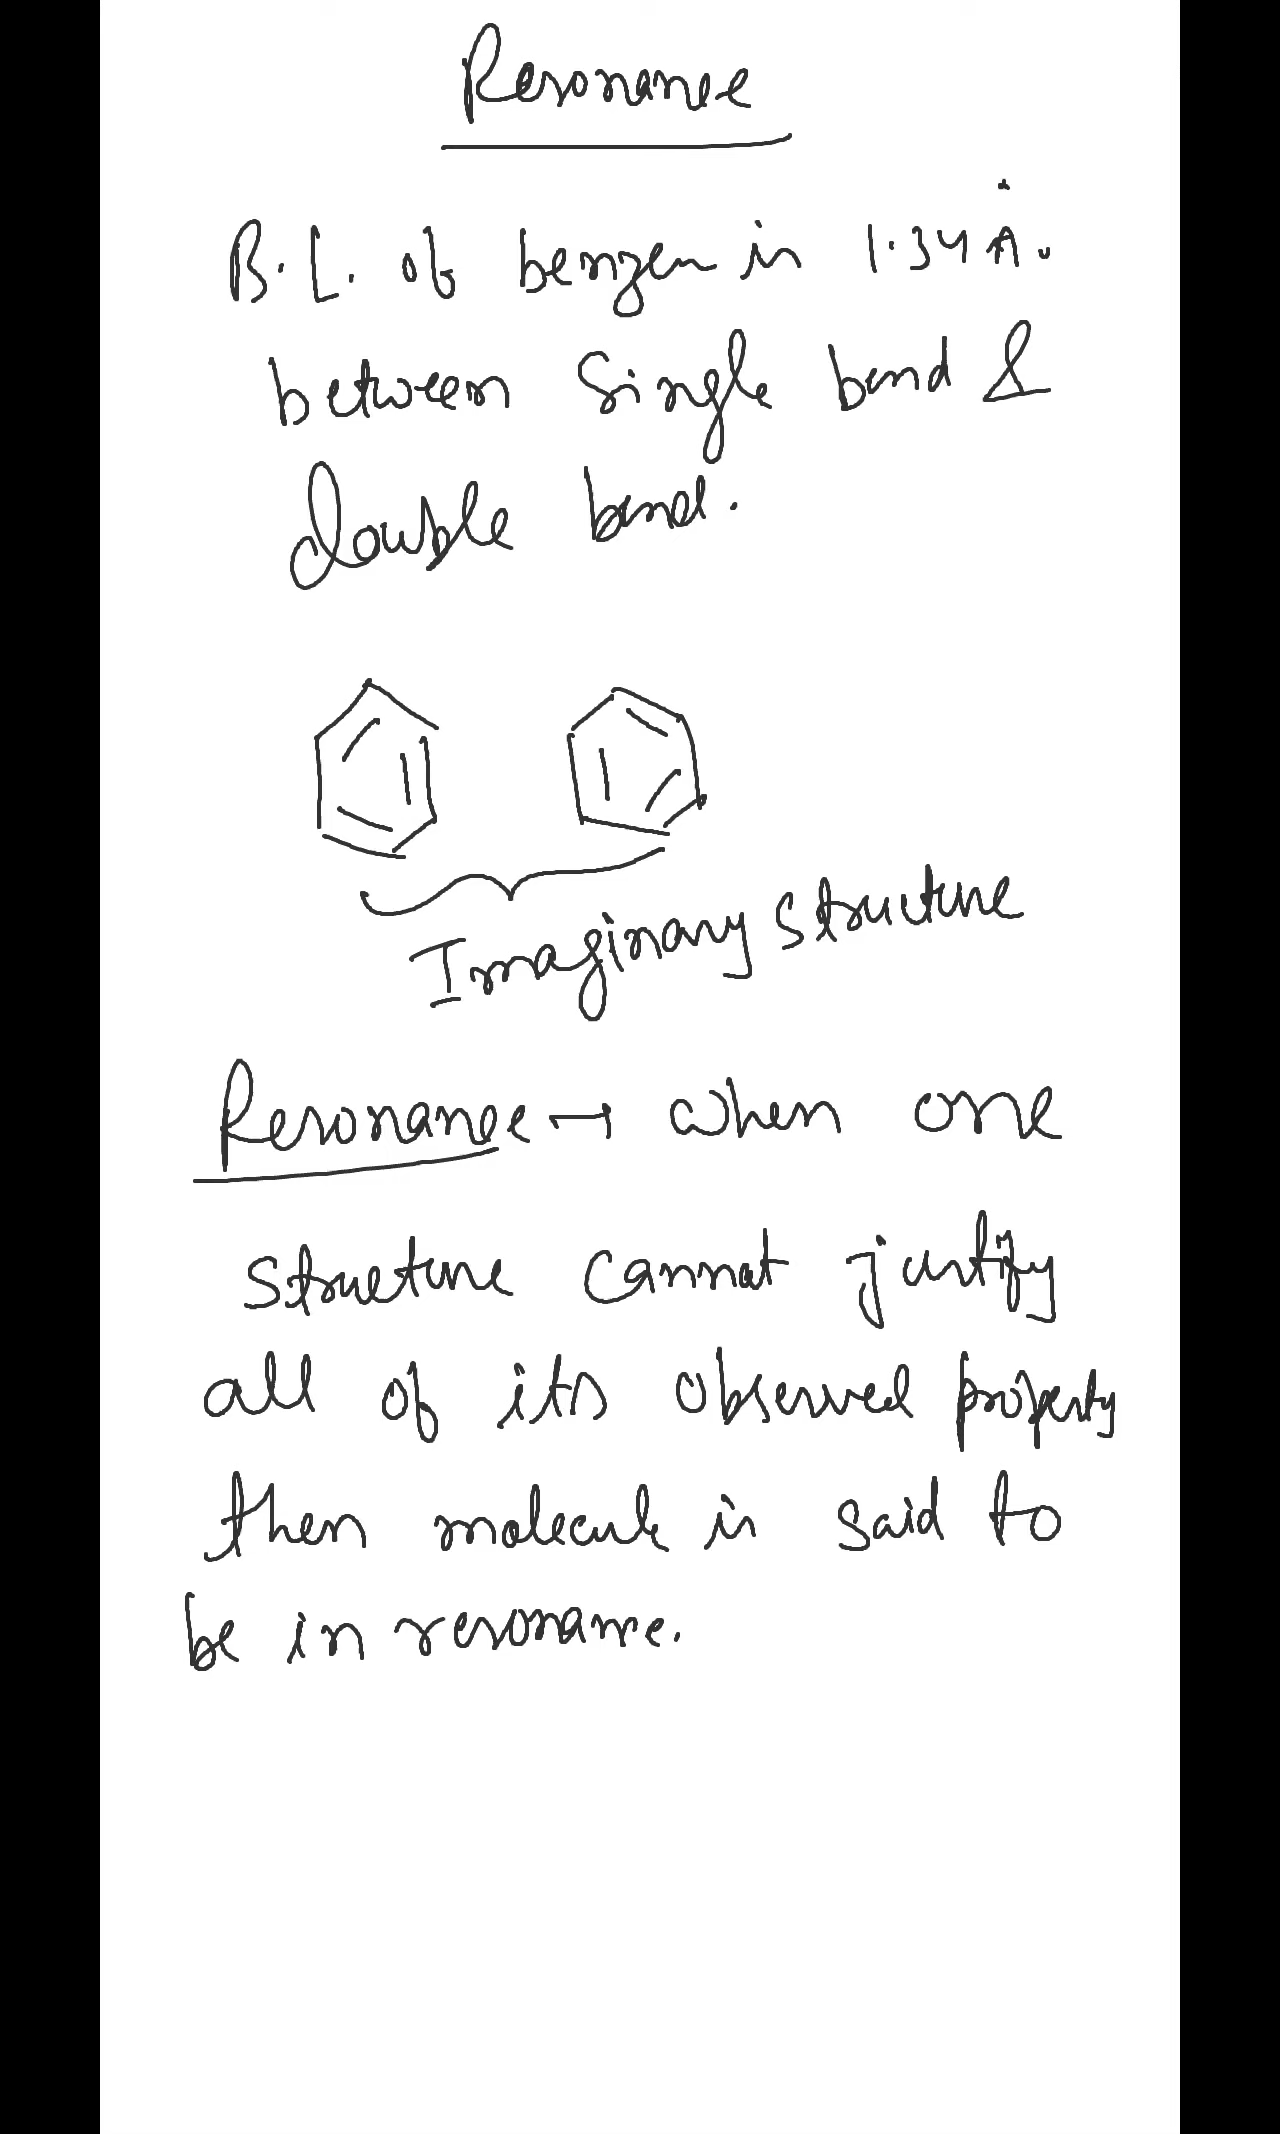 Resonance
B.L. of benzen is 1.34 Å.
between single bond &
double bond.
Imaginary structure
Resonance → when one
structure cannot justify
all of its observed property
then molecule is said to
be in resonance.